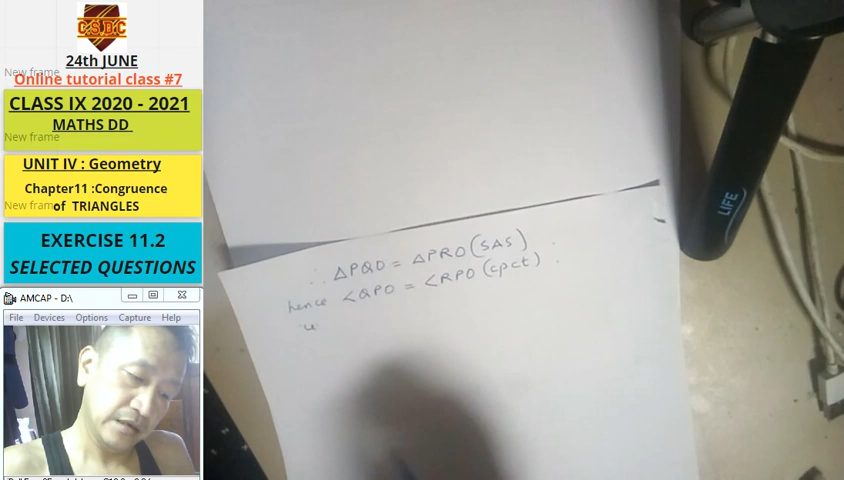 CSDC
24th JUNE
New frame
Online tutorial class #7
CLASS IX 2020 - 2021
MATHS DD
New frame
UNIT IV : Geometry
Chapter11 :Congruence
New frame
of TRIANGLES
EXERCISE 11.2
SELECTED QUESTIONS
AMCAP - D:\
File Devices Options Capture Help
LIFE
∴ △PQO = △PRO (SAS)
hence <QPO = <RPO (cpct)